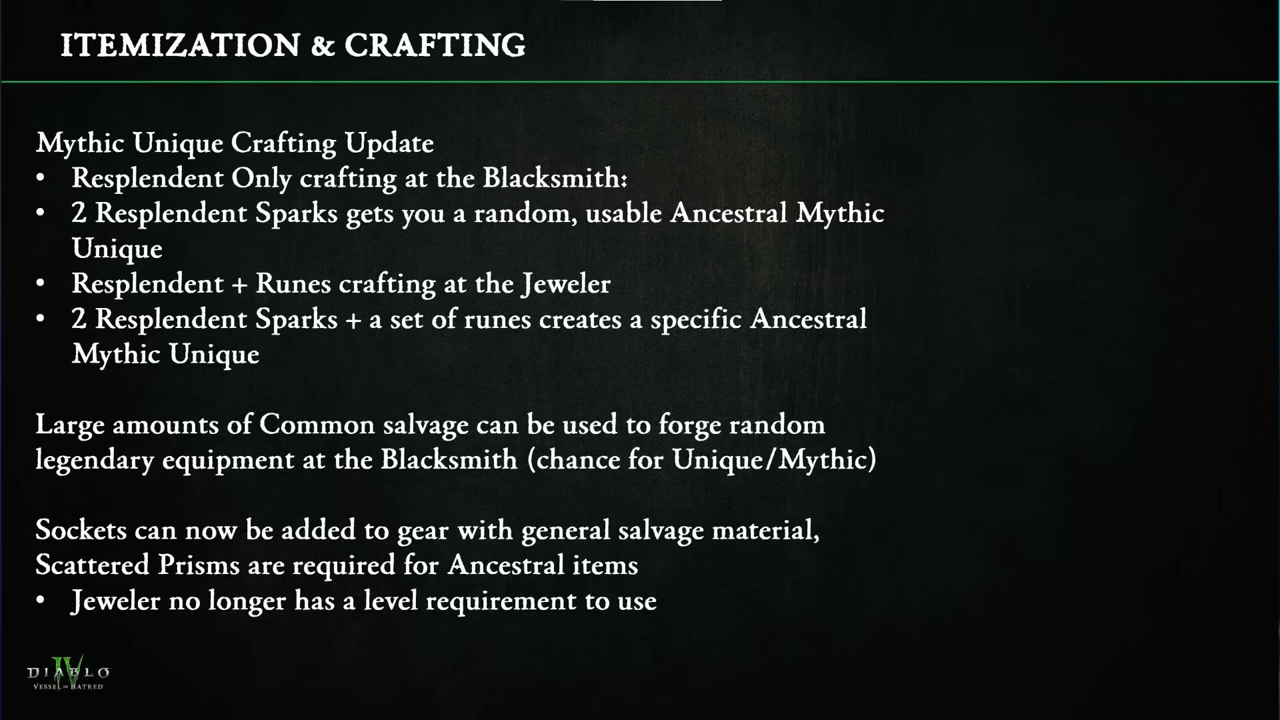 ITEMIZATION & CRAFTING
Mythic Unique Crafting Update
• Resplendent Only crafting at the Blacksmith:
• 2 Resplendent Sparks gets you a random, usable Ancestral Mythic
Unique
• Resplendent + Runes crafting at the Jeweler
• 2 Resplendent Sparks + a set of runes creates a specific Ancestral
Mythic Unique
Large amounts of Common salvage can be used to forge random
legendary equipment at the Blacksmith (chance for Unique/Mythic)
Sockets can now be added to gear with general salvage material,
Scattered Prisms are required for Ancestral items
• Jeweler no longer has a level requirement to use
DIABLO IV
VESSEL OF HATRED